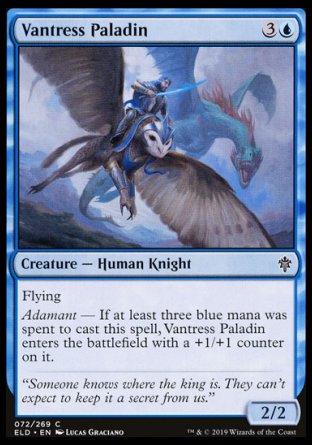 Vantress Paladin 3
Creature — Human Knight
Flying
Adamant — If at least three blue mana was
spent to cast this spell, Vantress Paladin
enters the battlefield with a +1/+1 counter
on it.
“Someone knows where the king is. They can’t
expect to keep it a secret from us.”
2/2
072/269 C
ELD • EN Lucas Graciano
™ & © 2019 Wizards of the Coast